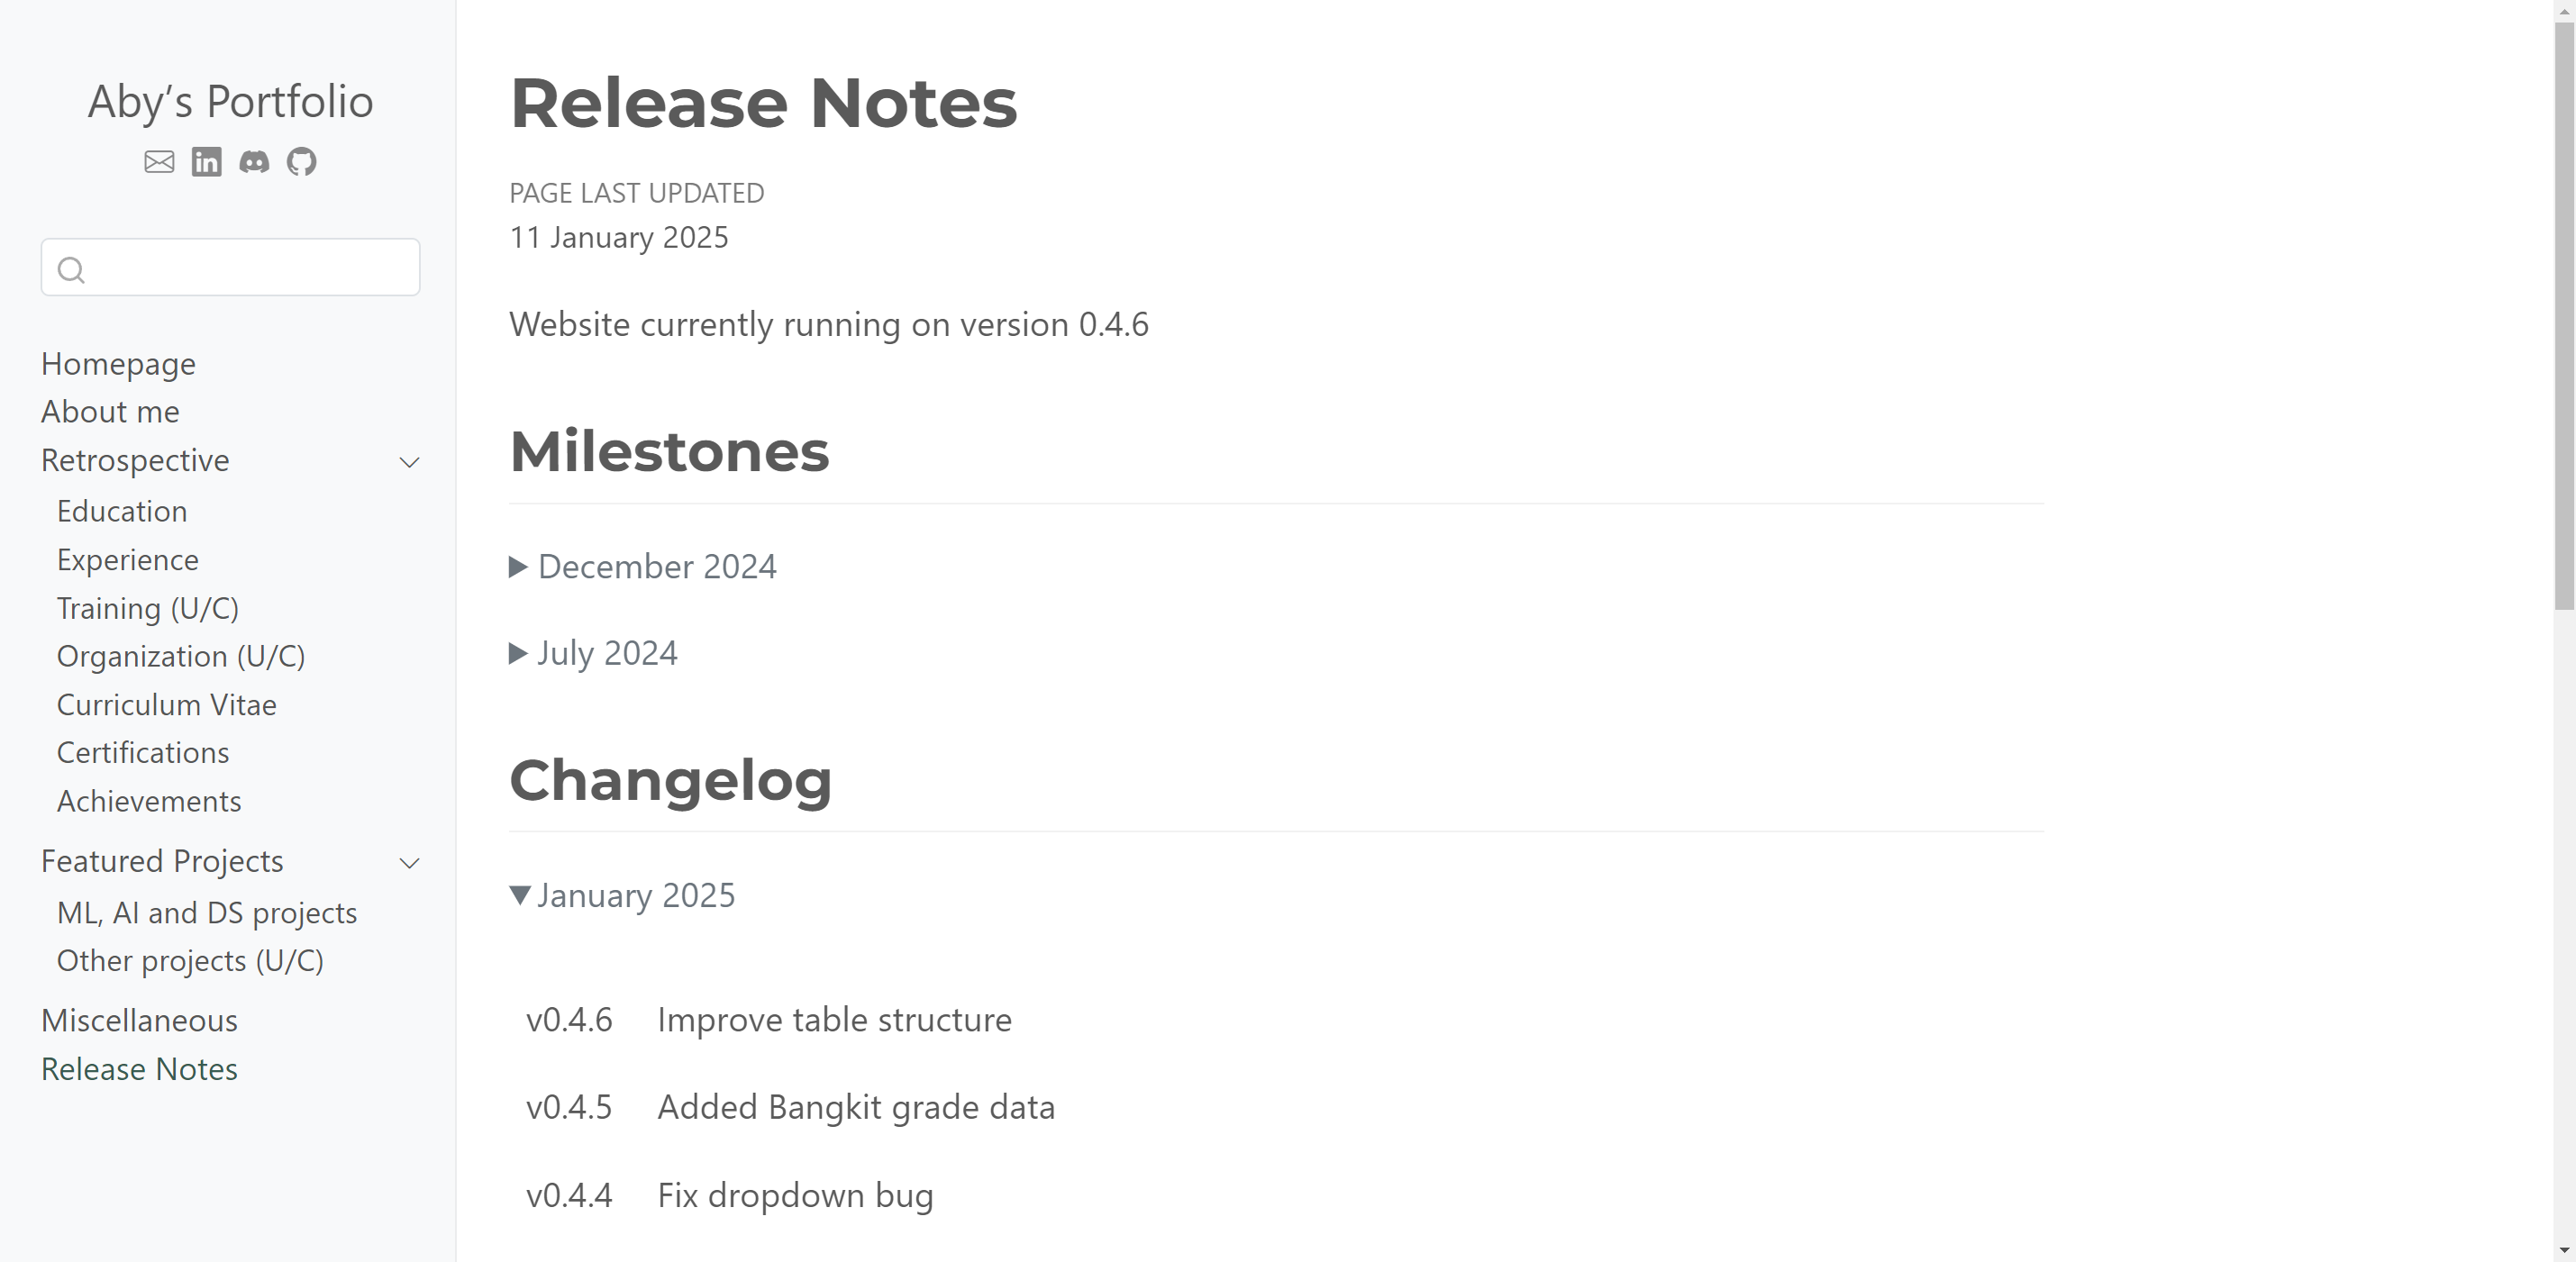 Aby's Portfolio
Homepage
About me
Retrospective
Education
Experience
Training (U/C)
Organization (U/C)
Curriculum Vitae
Certifications
Achievements
Featured Projects
ML, AI and DS projects
Other projects (U/C)
Miscellaneous
Release Notes
Release Notes
PAGE LAST UPDATED
11 January 2025
Website currently running on version 0.4.6
Milestones
December 2024
July 2024
Changelog
January 2025
v0.4.6 Improve table structure
v0.4.5 Added Bangkit grade data
v0.4.4 Fix dropdown bug